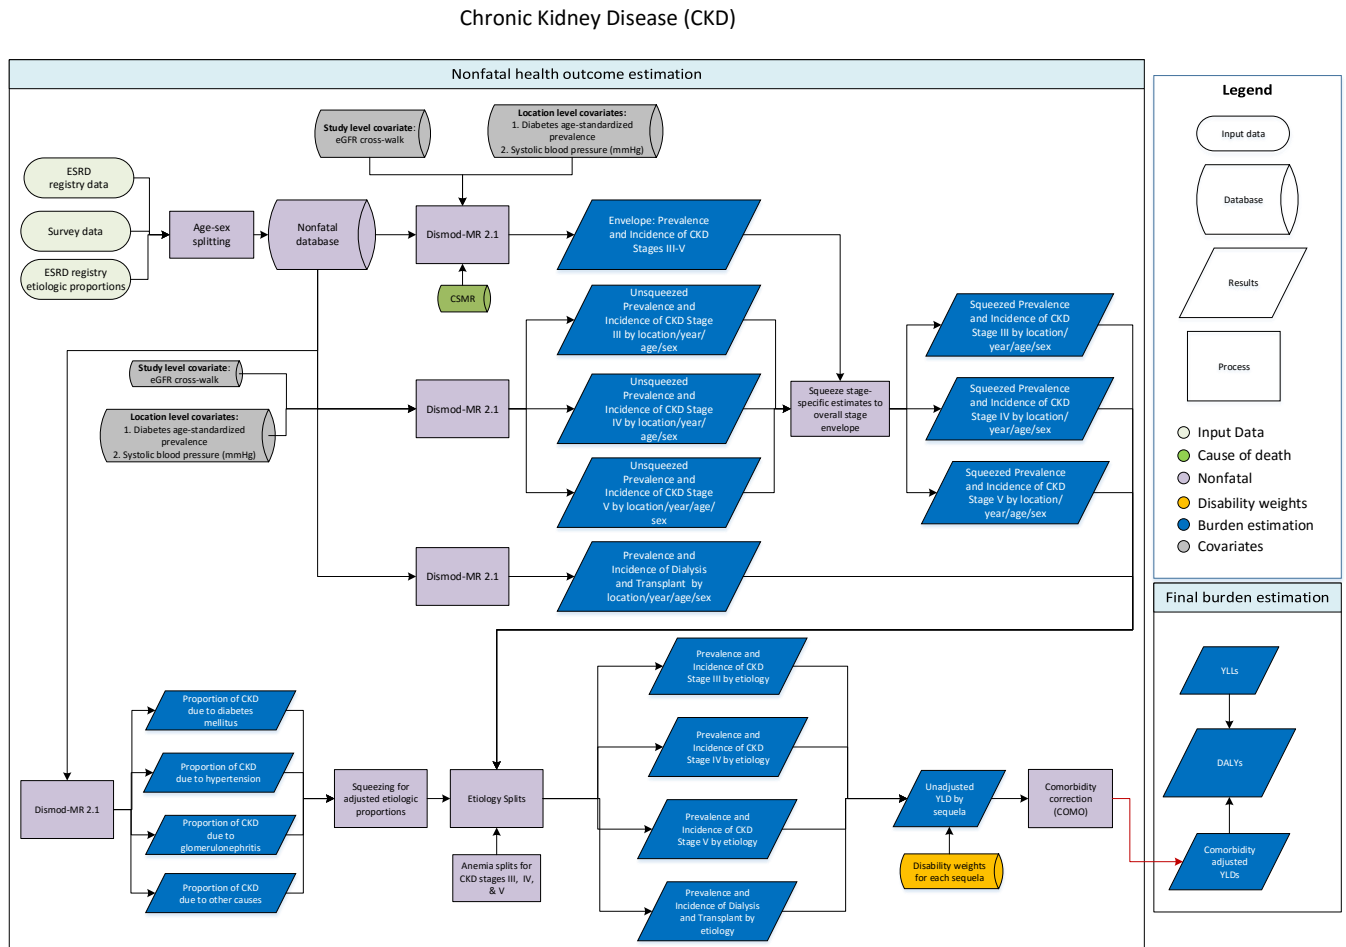 Chronic Kidney Disease (CKD)
Nonfatal health outcome estimation
Study level covariate:
eGFR cross-walk
Location level covariates:
1. Diabetes age-standardized
prevalence
2. Systolic blood pressure (mmHg)
ESRD
registry data
Survey data
ESRD registry
etiologic proportions
Age-sex
splitting
Nonfatal
database
Dismod-MR 2.1
CSMR
Envelope: Prevalence
and Incidence of CKD
Stages III-V
Study level covariate:
eGFR cross-walk
Location level covariates:
1. Diabetes age-standardized
prevalence
2. Systolic blood pressure (mmHg)
Dismod-MR 2.1
Unsqueezed
Prevalence and
Incidence of CKD Stage
III by location/year/
age/sex
Unsqueezed
Prevalence and
Incidence of CKD Stage
IV by location/year/
age/sex
Unsqueezed
Prevalence and
Incidence of CKD Stage
V by location/year/age/
sex
Squeeze stage-
specific estimates to
overall stage
envelope
Squeezed Prevalence
and Incidence of CKD
Stage III by location/
year/age/sex
Squeezed Prevalence
and Incidence of CKD
Stage IV by location/
year/age/sex
Squeezed Prevalence
and Incidence of CKD
Stage V by location/
year/age/sex
Dismod-MR 2.1
Prevalence and
Incidence of Dialysis
and Transplant by
location/year/age/sex
Dismod-MR 2.1
Proportion of CKD
due to diabetes
mellitus
Proportion of CKD
due to hypertension
Proportion of CKD
due to
glomerulonephritis
Proportion of CKD
due to other causes
Squeezing for
adjusted etiologic
proportions
Etiology Splits
Anemia splits for
CKD stages III, IV,
& V
Prevalence and
Incidence of CKD
Stage III by etiology
Prevalence and
Incidence of CKD
Stage IV by etiology
Prevalence and
Incidence of CKD
Stage V by etiology
Prevalence and
Incidence of Dialysis
and Transplant by
etiology
Unadjusted
YLD by
sequela
Disability weights
for each sequela
Comorbidity
correction
(COMO)
Legend
Input data
Database
Results
Process
Input Data
Cause of death
Nonfatal
Disability weights
Burden estimation
Covariates
Final burden estimation
YLLs
DALYs
Comorbidity
adjusted
YLDs